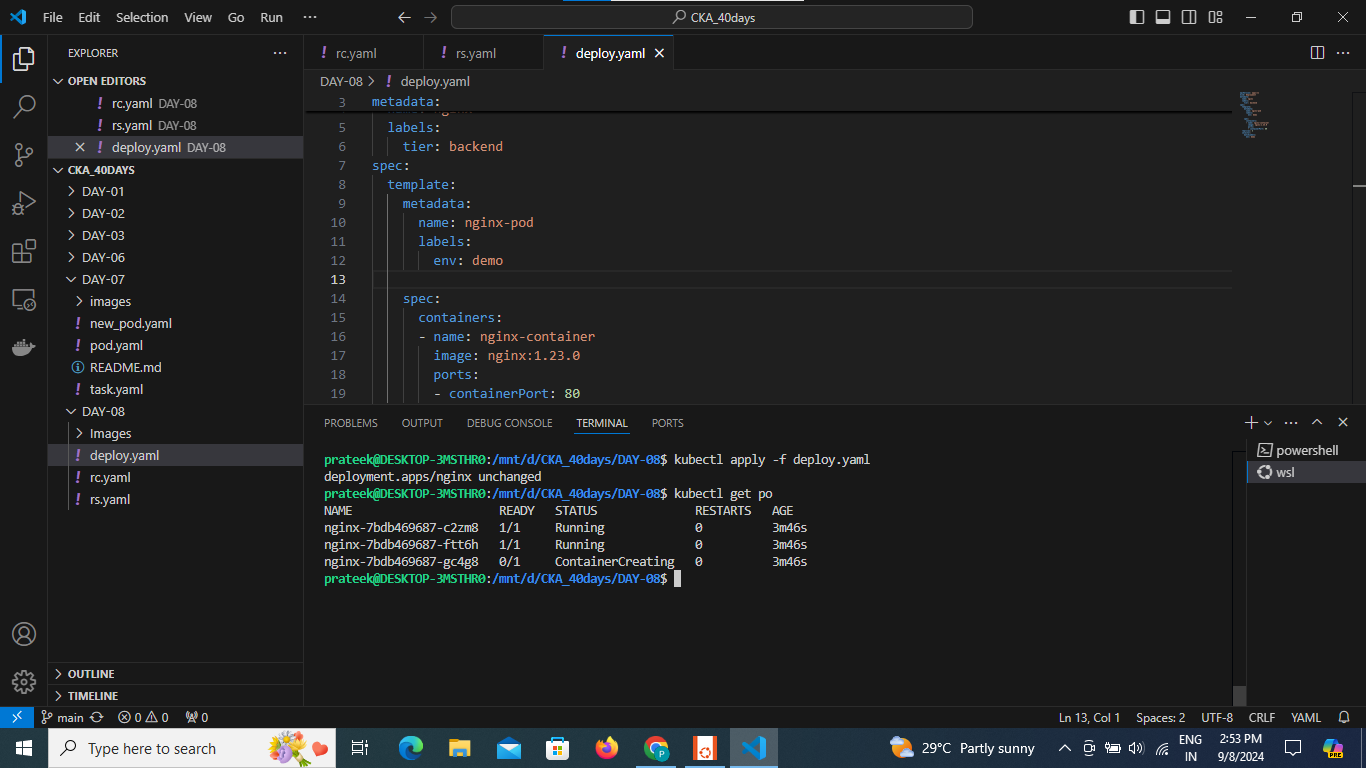 File Edit Selection View Go Run ··· CKA_40days
EXPLORER ···
OPEN EDITORS
rc.yaml DAY-08
rs.yaml DAY-08
deploy.yaml DAY-08
CKA_40DAYS
DAY-01
DAY-02
DAY-03
DAY-06
DAY-07
images
new_pod.yaml
pod.yaml
README.md
task.yaml
DAY-08
Images
deploy.yaml
rc.yaml
rs.yaml
OUTLINE
TIMELINE
rc.yaml rs.yaml deploy.yaml
DAY-08 > deploy.yaml
3 metadata:
5 labels:
6 tier: backend
7 spec:
8 template:
9 metadata:
10 name: nginx-pod
11 labels:
12 env: demo
13
14 spec:
15 containers:
16 - name: nginx-container
17 image: nginx:1.23.0
18 ports:
19 - containerPort: 80
PROBLEMS OUTPUT DEBUG CONSOLE TERMINAL PORTS
prateek@DESKTOP-3MSTHR0:/mnt/d/CKA_40days/DAY-08$ kubectl apply -f deploy.yaml
deployment.apps/nginx unchanged
prateek@DESKTOP-3MSTHR0:/mnt/d/CKA_40days/DAY-08$ kubectl get po
NAME READY STATUS RESTARTS AGE
nginx-7bdb469687-c2zm8 1/1 Running 0 3m46s
nginx-7bdb469687-ftt6h 1/1 Running 0 3m46s
nginx-7bdb469687-gc4g8 0/1 ContainerCreating 0 3m46s
prateek@DESKTOP-3MSTHR0:/mnt/d/CKA_40days/DAY-08$
powershell
wsl
main 0 0 0 Ln 13, Col 1 Spaces: 2 UTF-8 CRLF YAML
Type here to search 29°C Partly sunny ENG IN 2:53 PM 9/8/2024 PRE